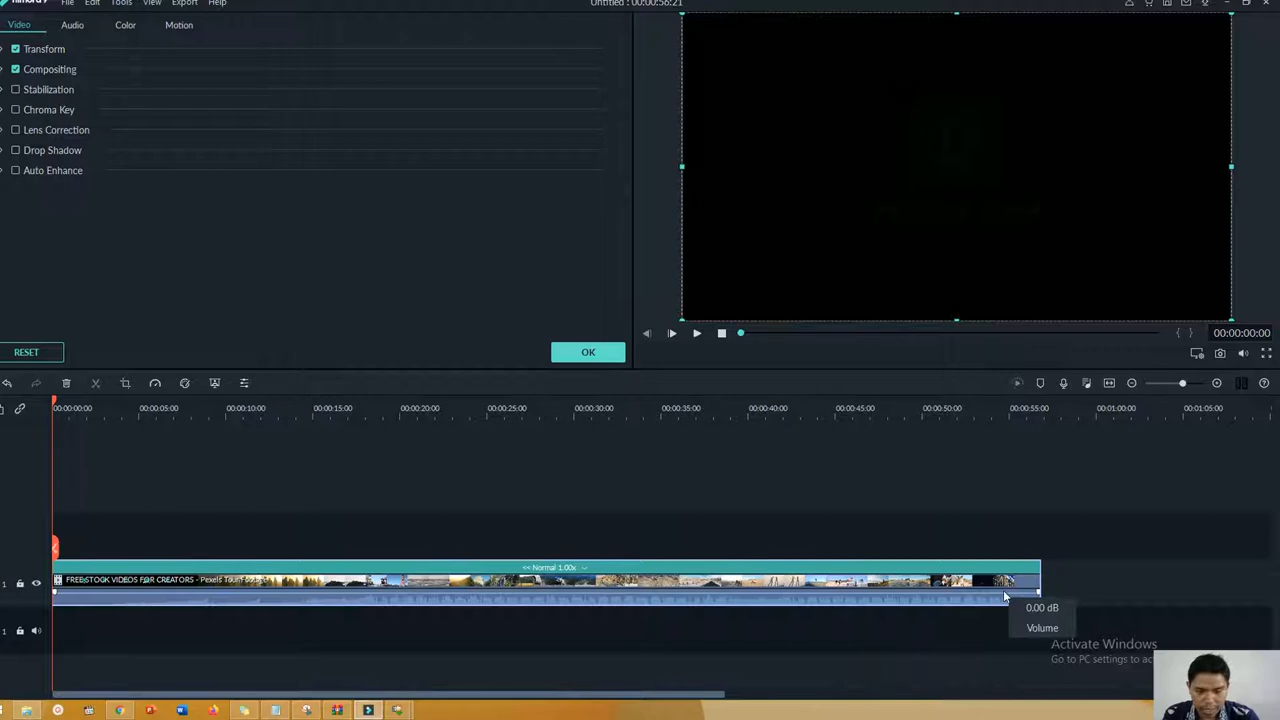 File Edit Tools View Export Help
Untitled : 00:00:56:21
Video Audio Color Motion
Transform
Compositing
Stabilization
Chroma Key
Lens Correction
Drop Shadow
Auto Enhance
RESET OK
00:00:00:00
00:00:00:00 00:00:05:00 00:00:10:00 00:00:15:00 00:00:20:00 00:00:25:00 00:00:30:00 00:00:35:00 00:00:40:00 00:00:45:00 00:00:50:00 00:00:55:00 00:01:00:00 00:01:05:00
<< Normal 1.00x
FREE STOCK VIDEOS FOR CREATORS - Pexels
1
0.00 dB
Volume
1
Activate Windows
Go to PC settings to